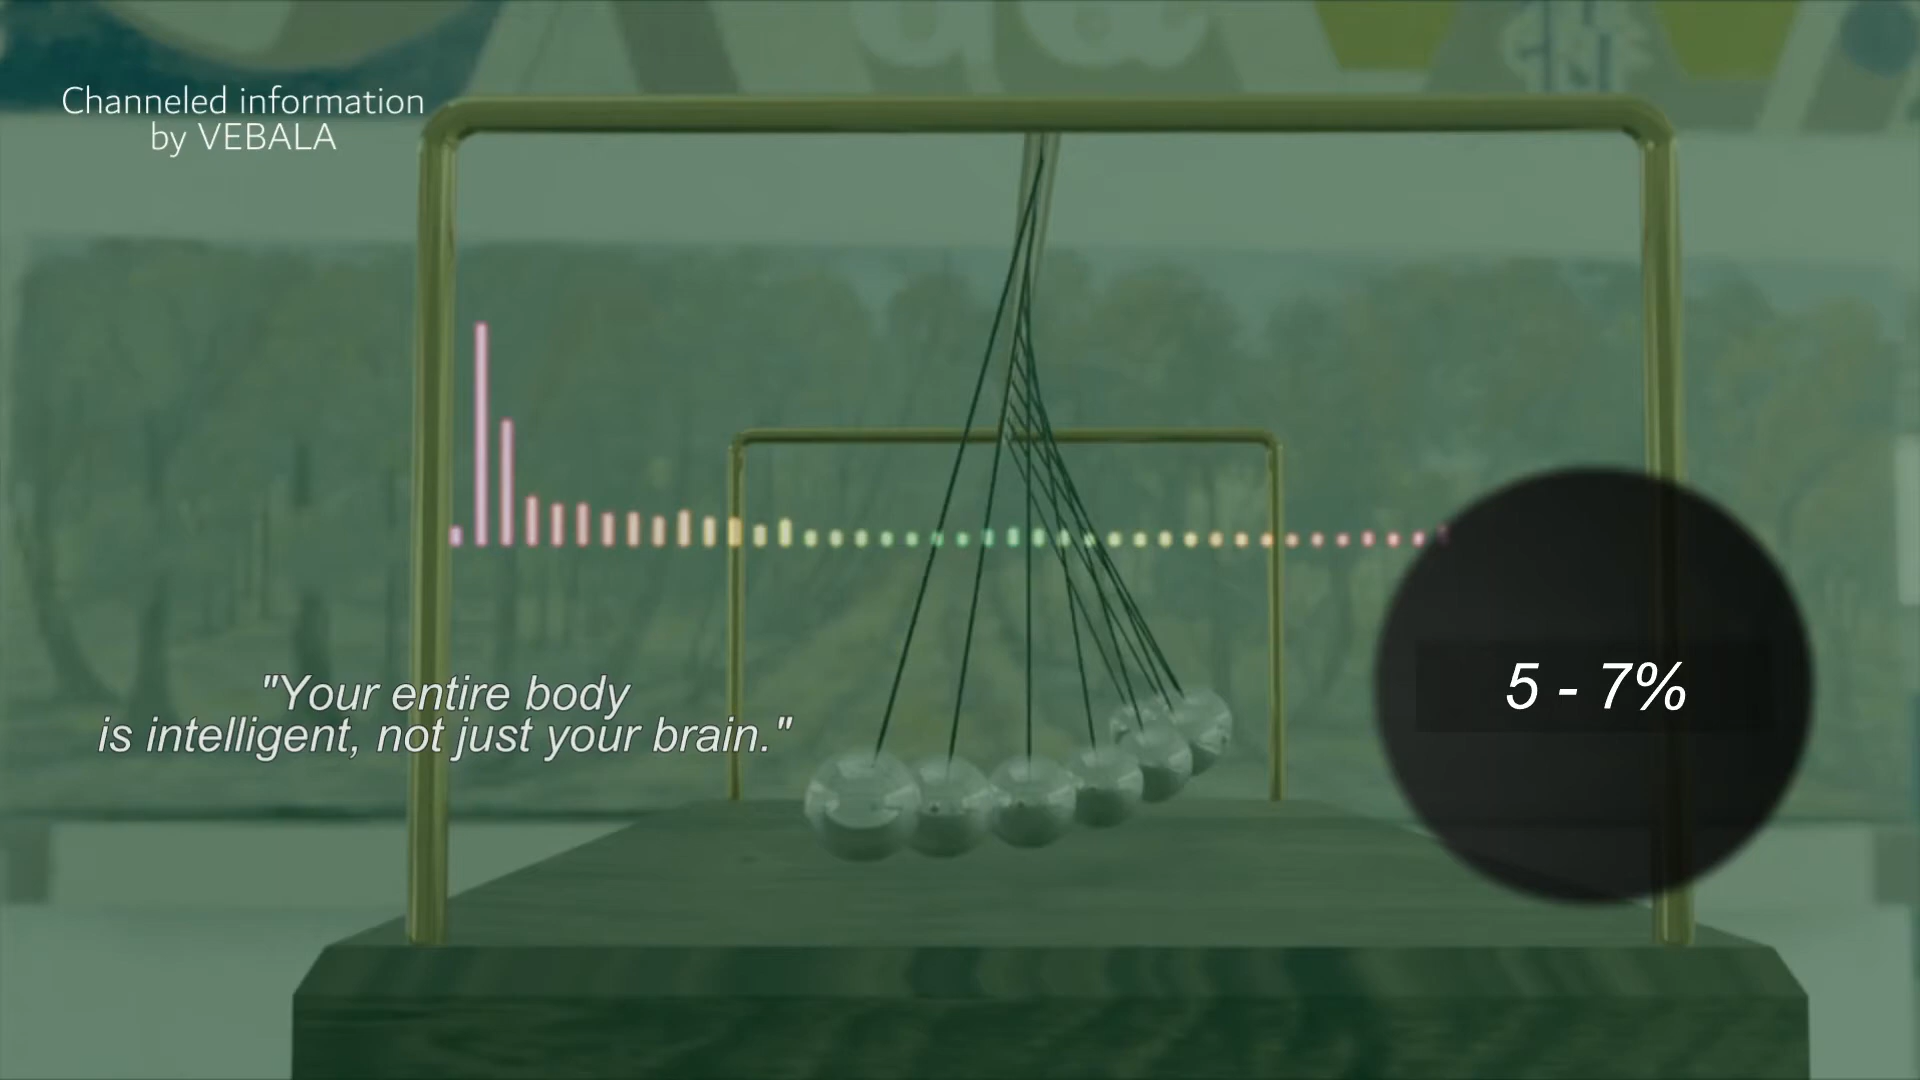 Channeled information
by VEBALA
"Your entire body
is intelligent, not just your brain."
5 - 7%